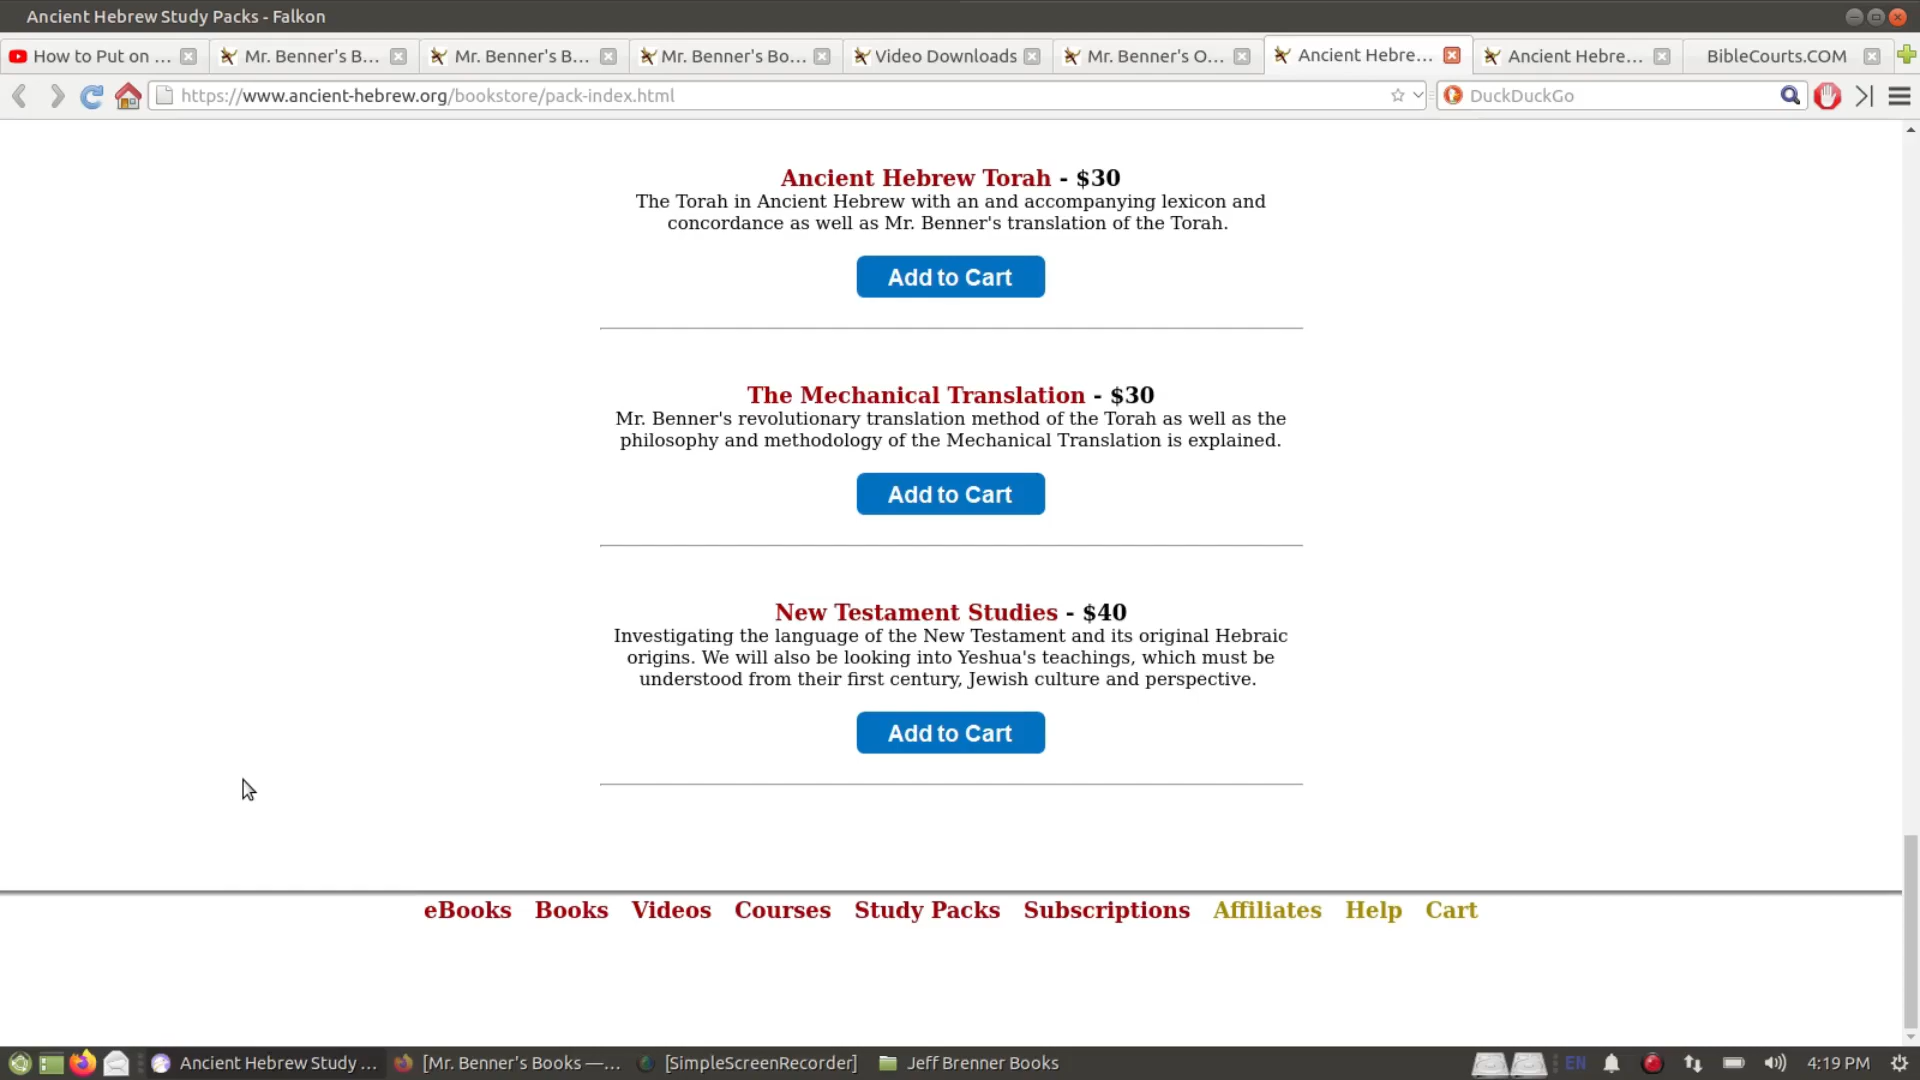 Ancient Hebrew Study Packs - Falkon
How to Put on ...
Mr. Benner's B...
Mr. Benner's B...
Mr. Benner's Bo...
Video Downloads
Mr. Benner's O...
Ancient Hebre...
Ancient Hebre...
BibleCourts.COM
https://www.ancient-hebrew.org/bookstore/pack-index.html
DuckDuckGo
Ancient Hebrew Torah - $30
The Torah in Ancient Hebrew with an and accompanying lexicon and
concordance as well as Mr. Benner's translation of the Torah.
Add to Cart
The Mechanical Translation - $30
Mr. Benner's revolutionary translation method of the Torah as well as the
philosophy and methodology of the Mechanical Translation is explained.
Add to Cart
New Testament Studies - $40
Investigating the language of the New Testament and its original Hebraic
origins. We will also be looking into Yeshua's teachings, which must be
understood from their first century, Jewish culture and perspective.
Add to Cart
eBooks Books Videos Courses Study Packs Subscriptions Affiliates Help Cart
Ancient Hebrew Study ...
[Mr. Benner's Books —...
[SimpleScreenRecorder]
Jeff Brenner Books
EN
4:19 PM